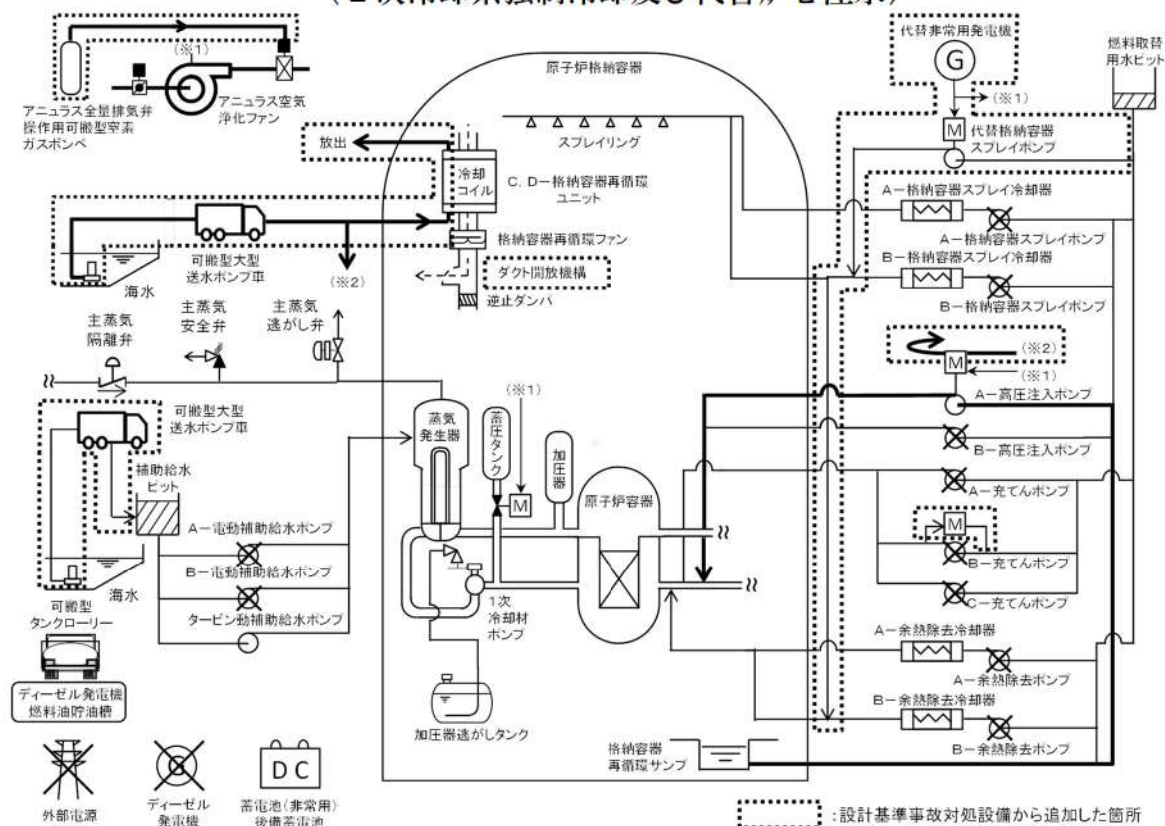 代替非常用発電機
燃料取替
用水ピット
(※1)
原子炉格納容器
G
アニュラス全量排気弁
操作用可搬型窒素
ガスボンベ
アニュラス空気
浄化ファン
(※1)
M
代替格納容器
スプレイポンプ
放出
スプレイリング
冷却
コイル
C. D-格納容器再循環
ユニット
A-格納容器スプレイ冷却器
A-格納容器スプレイポンプ
可搬型大型
送水ポンプ車
格納容器再循環ファン
B-格納容器スプレイ冷却器
B-格納容器スプレイポンプ
海水
(※2)
ダクト開放機構
逆止ダンパ
主蒸気
隔離弁
主蒸気
安全弁
主蒸気
逃がし弁
(※2)
M
(※1)
A-高圧注入ポンプ
可搬型大型
送水ポンプ車
(※1)
蒸気
発生器
蓄圧タンク
加圧器
B-高圧注入ポンプ
補助給水
ピット
M
原子炉容器
A-充てんポンプ
A-電動補助給水ポンプ
M
B-電動補助給水ポンプ
B-充てんポンプ
海水
タービン動補助給水ポンプ
1次
冷却材
ポンプ
C-充てんポンプ
可搬型
タンクローリー
A-余熱除去冷却器
A-余熱除去ポンプ
ディーゼル発電機
燃料油貯油槽
B-余熱除去冷却器
加圧器逃がしタンク
格納容器
再循環サンプ
B-余熱除去ポンプ
G
DC
外部電源
ディーゼル
発電機
蓄電池(非常用)
後備蓄電池
:設計基準事故対処設備から追加した箇所